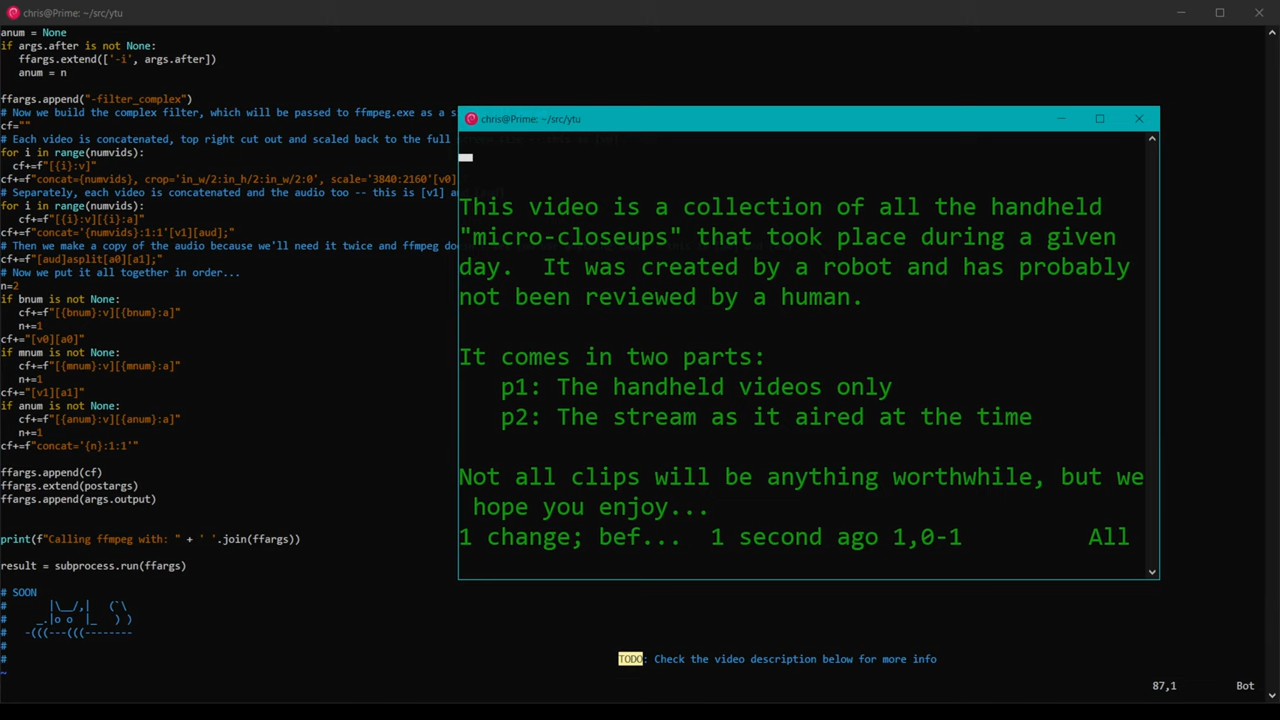 chris@Prime: ~/src/ytu
anum = None
if args.after is not None:
ffargs.extend(['-i', args.after])
anum = n
ffargs.append("-filter_complex")
# Now we build the complex filter, which will be passed to ffmpeg.exe as a s
cf=""
# Each video is concatenated, top right cut out and scaled back to the full
for i in range(numvids):
cf+=f"[{i}:v]"
cf+=f"concat={numvids}, crop='in_w/2:in_h/2:in_w/2:0', scale='3840:2160'[v0]
# Separately, each video is concatenated and the audio too -- this is [v1] a
for i in range(numvids):
cf+=f"[{i}:v][{i}:a]"
cf+=f"concat='{numvids}:1:1'[v1][aud];"
# Then we make a copy of the audio because we'll need it twice and ffmpeg do
cf+="[aud]asplit[a0][a1];"
# Now we put it all together in order...
n=2
if bnum is not None:
cf+=f"[{bnum}:v][{bnum}:a]"
n+=1
cf+="[v0][a0]"
if mnum is not None:
cf+=f"[{mnum}:v][{mnum}:a]"
n+=1
cf+="[v1][a1]"
if anum is not None:
cf+=f"[{anum}:v][{anum}:a]"
n+=1
cf+=f"concat='{n}:1:1'"
ffargs.append(cf)
ffargs.extend(postargs)
ffargs.append(args.output)
print(f"Calling ffmpeg with: " + ' '.join(ffargs))
result = subprocess.run(ffargs)
# SOON
#       |\__/,|   (`\
#     _.|o o  |_   ) )
#   -(((---(((--------
#
#
~
chris@Prime: ~/src/ytu
This video is a collection of all the handheld
"micro-closeups" that took place during a given
day.  It was created by a robot and has probably
not been reviewed by a human.
It comes in two parts:
p1: The handheld videos only
p2: The stream as it aired at the time
Not all clips will be anything worthwhile, but we
hope you enjoy...
1 change; bef...  1 second ago 1,0-1 All
TODO: Check the video description below for more info
87,1 Bot